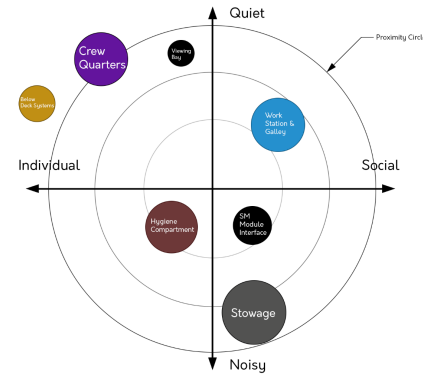 Quiet
Proximity Circl
Crew
Quarters
Viewing
Bay
Below
Deck Systems
Work
Station &
Galley
Individual
Social
Hygiene
Compartment
SM
Module
Interface
Stowage
Noisy